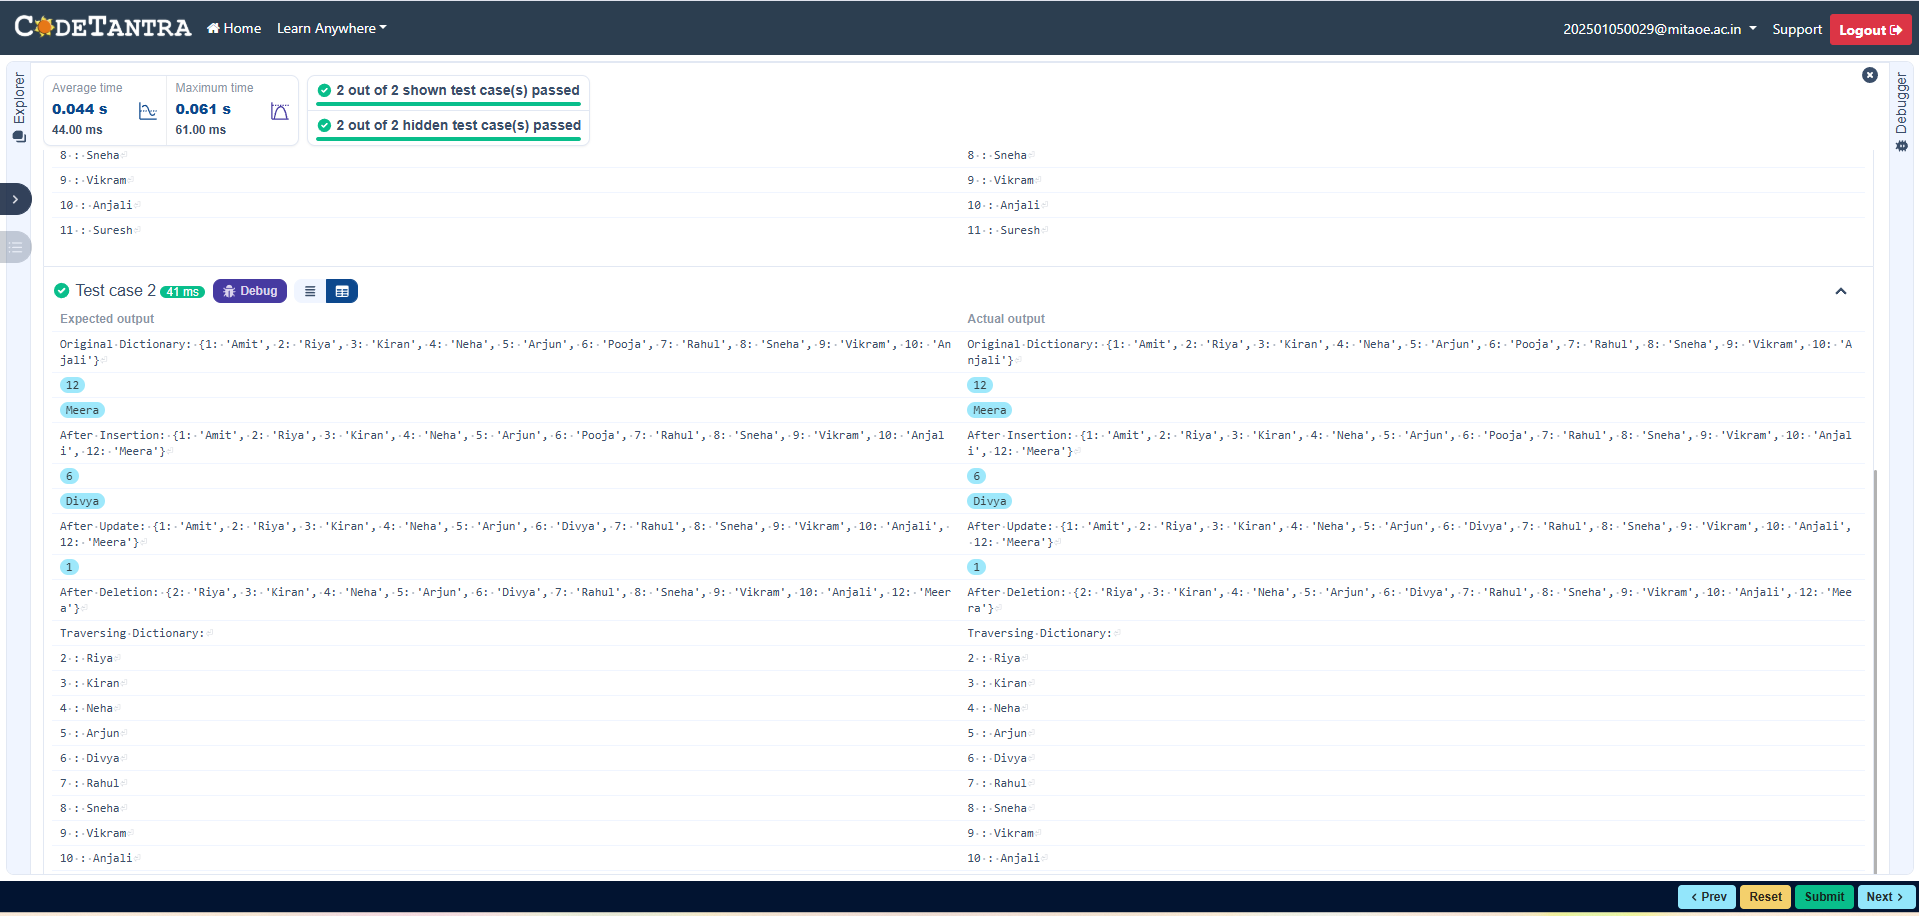 CODETANTRA Home Learn Anywhere 202501050029@mitaoe.ac.in Support Logout
Explorer
Debugger
Average time
0.044 s
44.00 ms
Maximum time
0.061 s
61.00 ms
2 out of 2 shown test case(s) passed
2 out of 2 hidden test case(s) passed
8 : Sneha 8 : Sneha
9 : Vikram 9 : Vikram
10 : Anjali 10 : Anjali
11 : Suresh 11 : Suresh
Test case 2 41 ms Debug
Expected output
Original Dictionary: {1: 'Amit', 2: 'Riya', 3: 'Kiran', 4: 'Neha', 5: 'Arjun', 6: 'Pooja', 7: 'Rahul', 8: 'Sneha', 9: 'Vikram', 10: 'An
jali'}
12
Meera
After Insertion: {1: 'Amit', 2: 'Riya', 3: 'Kiran', 4: 'Neha', 5: 'Arjun', 6: 'Pooja', 7: 'Rahul', 8: 'Sneha', 9: 'Vikram', 10: 'Anjal
i', 12: 'Meera'}
6
Divya
After Update: {1: 'Amit', 2: 'Riya', 3: 'Kiran', 4: 'Neha', 5: 'Arjun', 6: 'Divya', 7: 'Rahul', 8: 'Sneha', 9: 'Vikram', 10: 'Anjali',
12: 'Meera'}
1
After Deletion: {2: 'Riya', 3: 'Kiran', 4: 'Neha', 5: 'Arjun', 6: 'Divya', 7: 'Rahul', 8: 'Sneha', 9: 'Vikram', 10: 'Anjali', 12: 'Meer
a'}
Traversing Dictionary:
2 : Riya
3 : Kiran
4 : Neha
5 : Arjun
6 : Divya
7 : Rahul
8 : Sneha
9 : Vikram
10 : Anjali
Actual output
Original Dictionary: {1: 'Amit', 2: 'Riya', 3: 'Kiran', 4: 'Neha', 5: 'Arjun', 6: 'Pooja', 7: 'Rahul', 8: 'Sneha', 9: 'Vikram', 10: 'A
njali'}
12
Meera
After Insertion: {1: 'Amit', 2: 'Riya', 3: 'Kiran', 4: 'Neha', 5: 'Arjun', 6: 'Pooja', 7: 'Rahul', 8: 'Sneha', 9: 'Vikram', 10: 'Anjal
i', 12: 'Meera'}
6
Divya
After Update: {1: 'Amit', 2: 'Riya', 3: 'Kiran', 4: 'Neha', 5: 'Arjun', 6: 'Divya', 7: 'Rahul', 8: 'Sneha', 9: 'Vikram', 10: 'Anjali',
12: 'Meera'}
1
After Deletion: {2: 'Riya', 3: 'Kiran', 4: 'Neha', 5: 'Arjun', 6: 'Divya', 7: 'Rahul', 8: 'Sneha', 9: 'Vikram', 10: 'Anjali', 12: 'Mee
ra'}
Traversing Dictionary:
2 : Riya
3 : Kiran
4 : Neha
5 : Arjun
6 : Divya
7 : Rahul
8 : Sneha
9 : Vikram
10 : Anjali
Prev Reset Submit Next